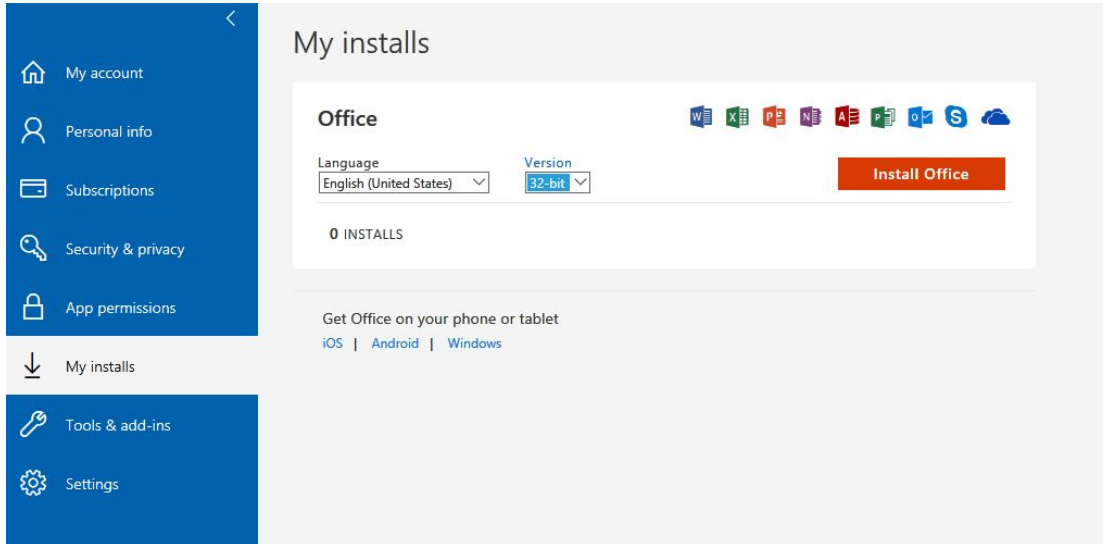 My account
Personal info
Subscriptions
Security & privacy
App permissions
My installs
Tools & add-ins
Settings
My installs
Office
Language
English (United States)
Version
32-bit
Install Office
0 INSTALLS
Get Office on your phone or tablet
iOS | Android | Windows